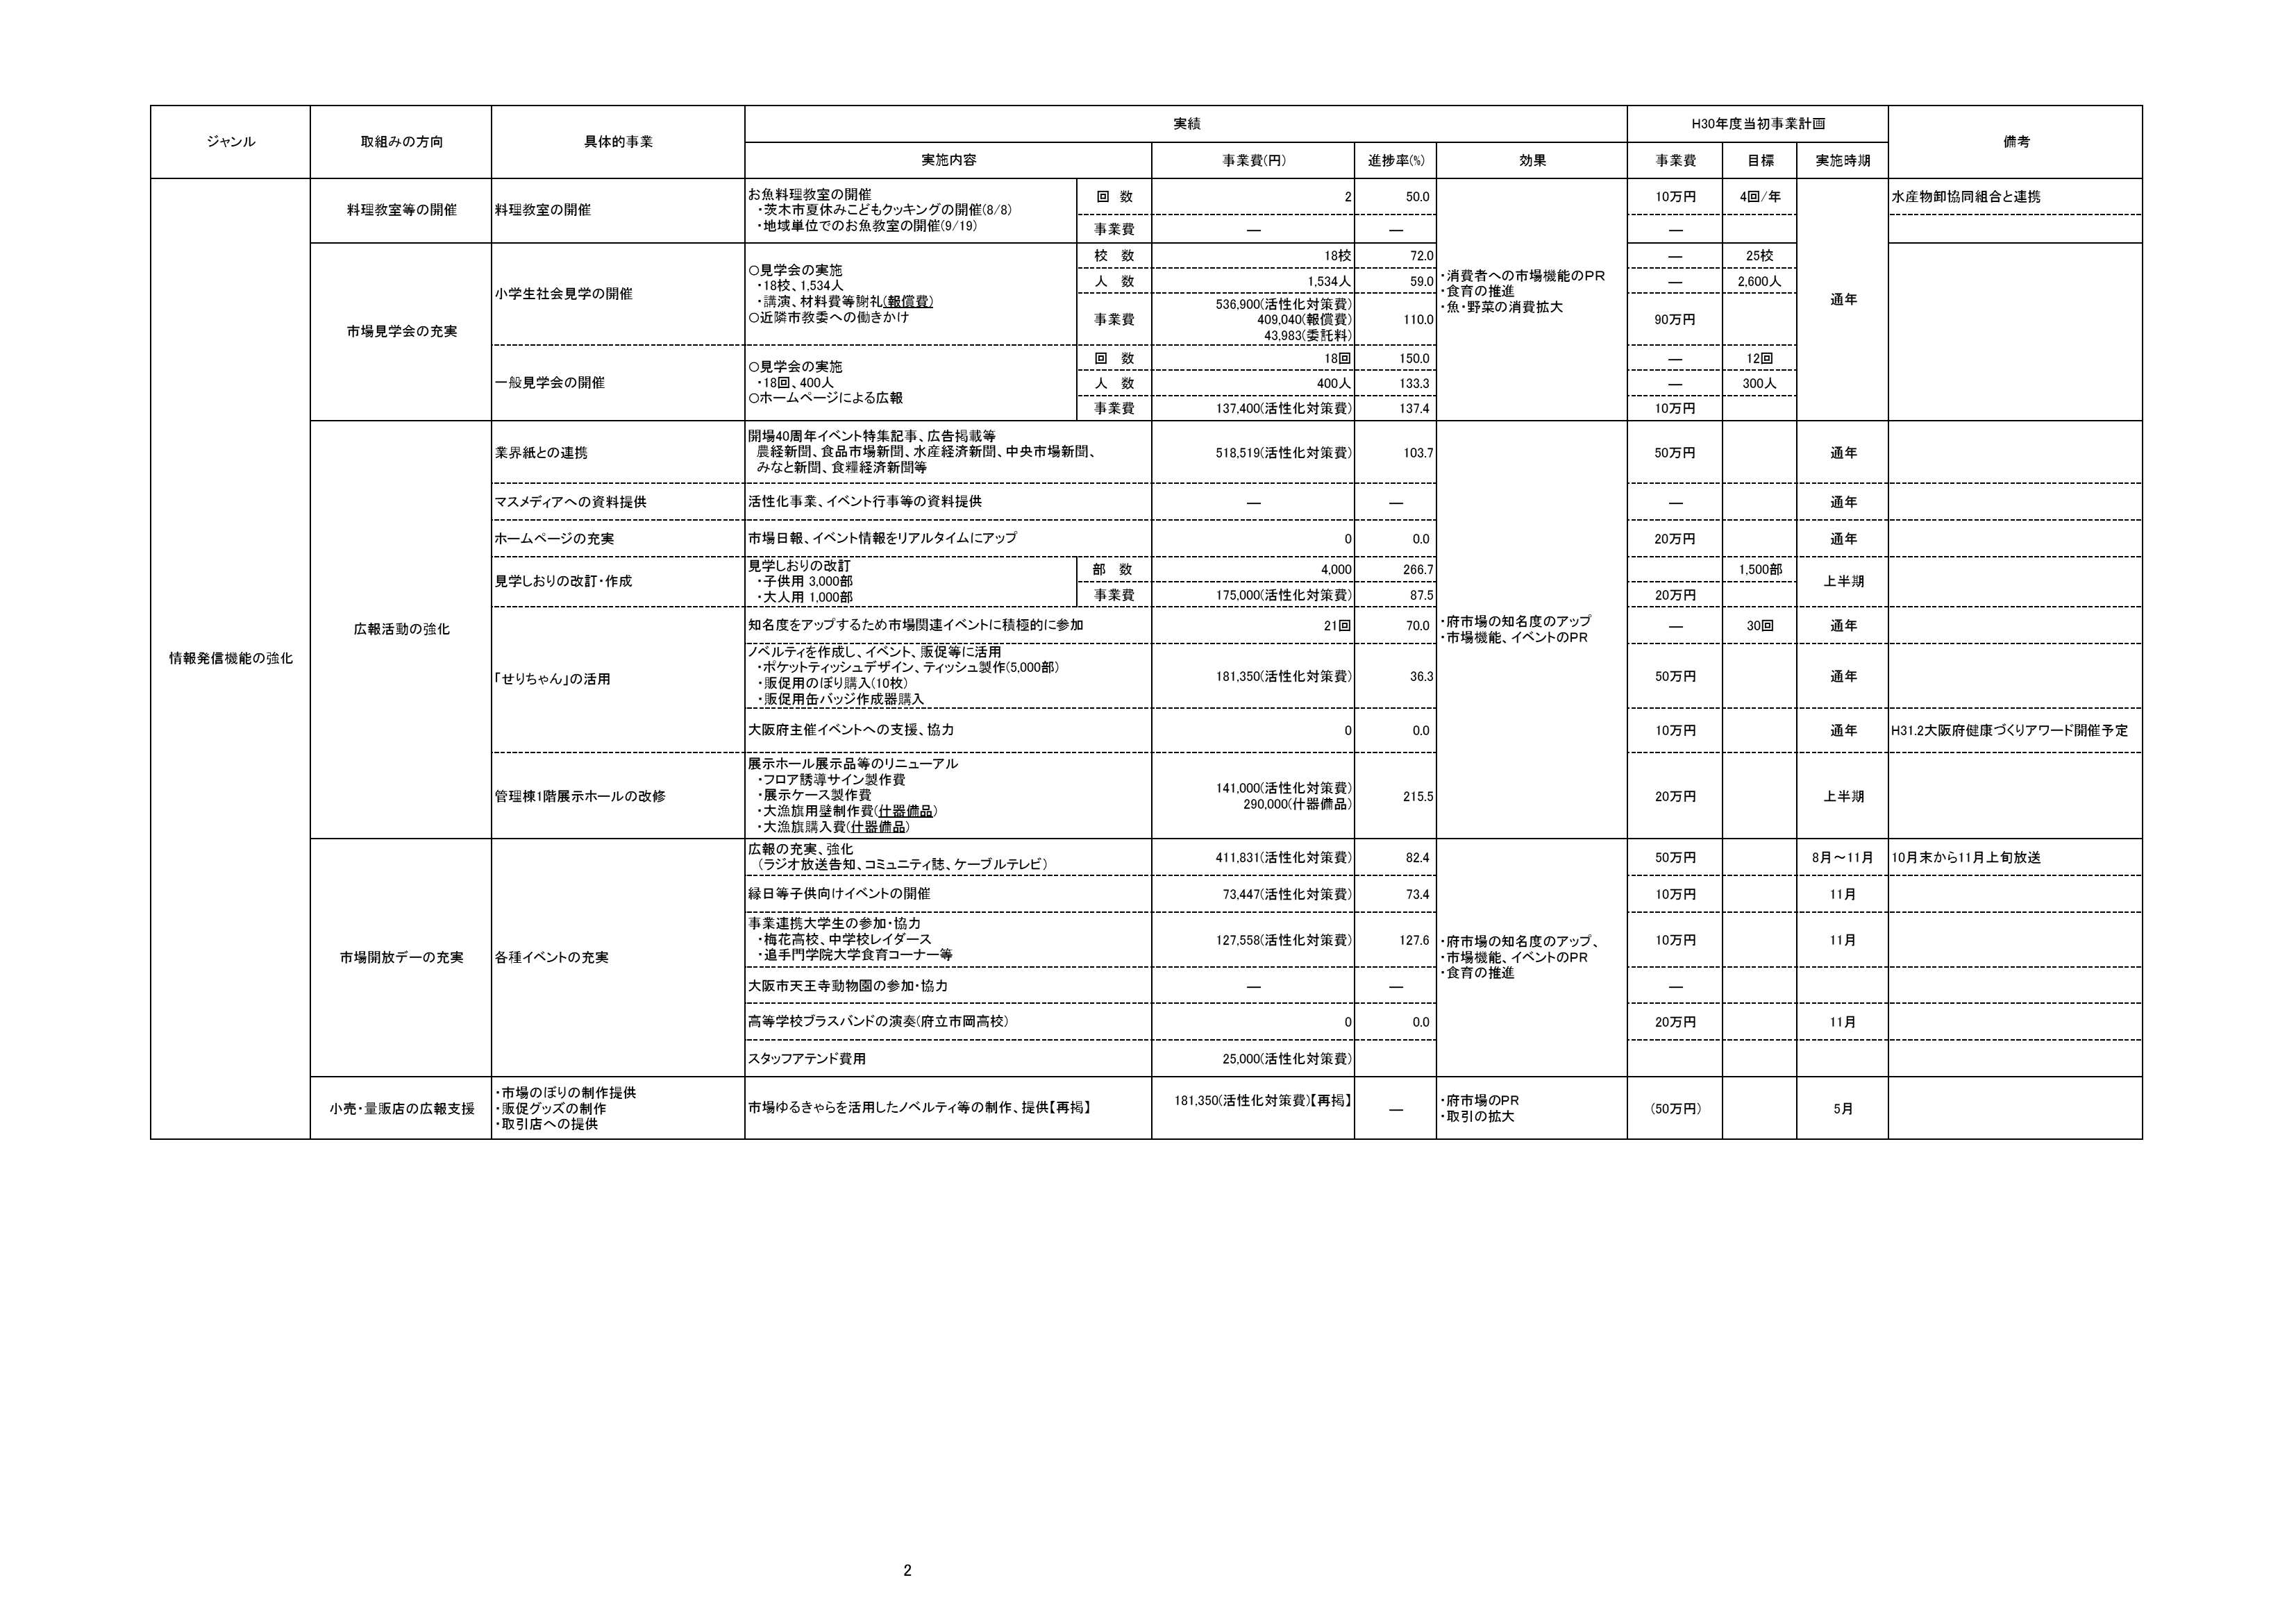 ジャンル
取組みの方向
具体的事業
実績
H30年度当初事業計画
備考
実施内容
事業費(円)
進捗率(%)
効果
事業費
目標
実施時期
情報発信機能の強化
料理教室等の開催
料理教室の開催
お魚料理教室の開催
・茨木市夏休みこどもクッキングの開催(8/8)
・地域単位でのお魚教室の開催(9/19)
回 数
2
50.0
10万円
4回/年
水産物卸協同組合と連携
事業費
―
―
―
・消費者への市場機能のPR
・食育の推進
・魚・野菜の消費拡大
通年
市場見学会の充実
小学生社会見学の開催
○見学会の実施
・18校、1,534人
・講演、材料費等謝礼(報償費)
○近隣市教委への働きかけ
校 数
18校
72.0
―
25校
人 数
1,534人
59.0
―
2,600人
事業費
536,900(活性化対策費)
409,040(報償費)
43,983(委託料)
110.0
90万円
一般見学会の開催
○見学会の実施
・18回、400人
○ホームページによる広報
回 数
18回
150.0
―
12回
人 数
400人
133.3
―
300人
事業費
137,400(活性化対策費)
137.4
10万円
広報活動の強化
業界紙との連携
開場40周年イベント特集記事、広告掲載等
農経新聞、食品市場新聞、水産経済新聞、中央市場新聞、
みなと新聞、食糧経済新聞等
518,519(活性化対策費)
103.7
50万円
通年
マスメディアへの資料提供
活性化事業、イベント行事等の資料提供
―
―
―
通年
ホームページの充実
市場日報、イベント情報をリアルタイムにアップ
0
0.0
20万円
通年
見学しおりの改訂・作成
見学しおりの改訂
・子供用 3,000部
・大人用 1,000部
部 数
4,000
266.7
1,500部
上半期
事業費
175,000(活性化対策費)
87.5
20万円
・府市場の知名度のアップ
・市場機能、イベントのPR
「せりちゃん」の活用
知名度をアップするため市場関連イベントに積極的に参加
21回
70.0
―
30回
通年
ノベルティを作成し、イベント、販促等に活用
・ポケットティッシュデザイン、ティッシュ製作(5,000部)
・販促用のぼり購入(10枚)
・販促用缶バッジ作成器購入
181,350(活性化対策費)
36.3
50万円
通年
大阪府主催イベントへの支援、協力
0
0.0
10万円
通年
H31.2大阪府健康づくりアワード開催予定
管理棟1階展示ホールの改修
展示ホール展示品等のリニューアル
・フロア誘導サイン製作費
・展示ケース製作費
・大漁旗用壁制作費(什器備品)
・大漁旗購入費(什器備品)
141,000(活性化対策費)
290,000(什器備品)
215.5
20万円
上半期
市場開放デーの充実
各種イベントの充実
広報の充実、強化
(ラジオ放送告知、コミュニティ誌、ケーブルテレビ)
411,831(活性化対策費)
82.4
50万円
8月～11月
10月末から11月上旬放送
縁日等子供向けイベントの開催
73,447(活性化対策費)
73.4
10万円
11月
事業連携大学生の参加・協力
・梅花高校、中学校レイダース
・追手門学院大学食育コーナー等
127,558(活性化対策費)
127.6
・府市場の知名度のアップ、
・市場機能、イベントのPR
・食育の推進
10万円
11月
大阪市天王寺動物園の参加・協力
―
―
―
高等学校ブラスバンドの演奏(府立市岡高校)
0
0.0
20万円
11月
スタッフアテンド費用
25,000(活性化対策費)
小売・量販店の広報支援
・市場のぼりの制作提供
・販促グッズの制作
・取引店への提供
市場ゆるきゃらを活用したノベルティ等の制作、提供【再掲】
181,350(活性化対策費)【再掲】
―
・府市場のPR
・取引の拡大
(50万円)
5月
2